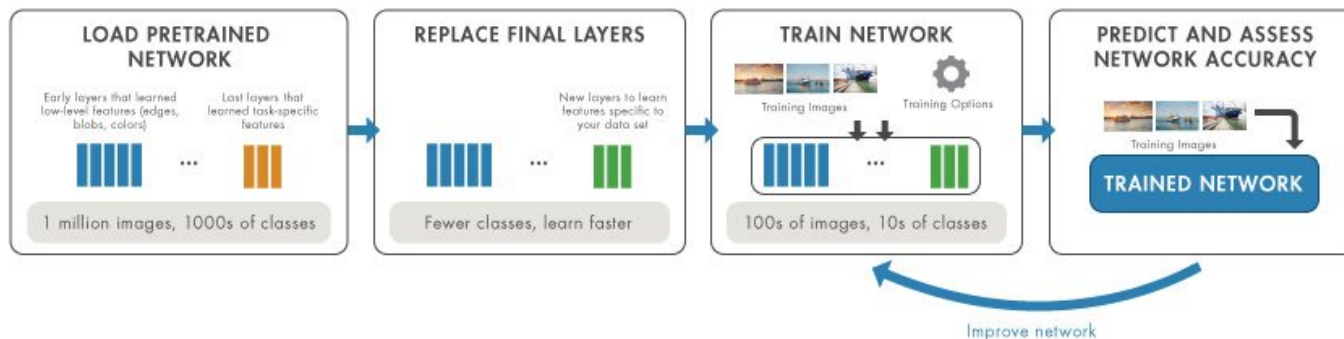 LOAD PRETRAINED
NETWORK
Early layers that learned
low-level features (edges,
blobs, colors)
Last layers that
learned task-specific
features
...
1 million images, 1000s of classes
REPLACE FINAL LAYERS
New layers to learn
features specific to
your data set
...
Fewer classes, learn faster
TRAIN NETWORK
Training Images
Training Options
...
100s of images, 10s of classes
PREDICT AND ASSESS
NETWORK ACCURACY
Training Images
TRAINED NETWORK
Improve network